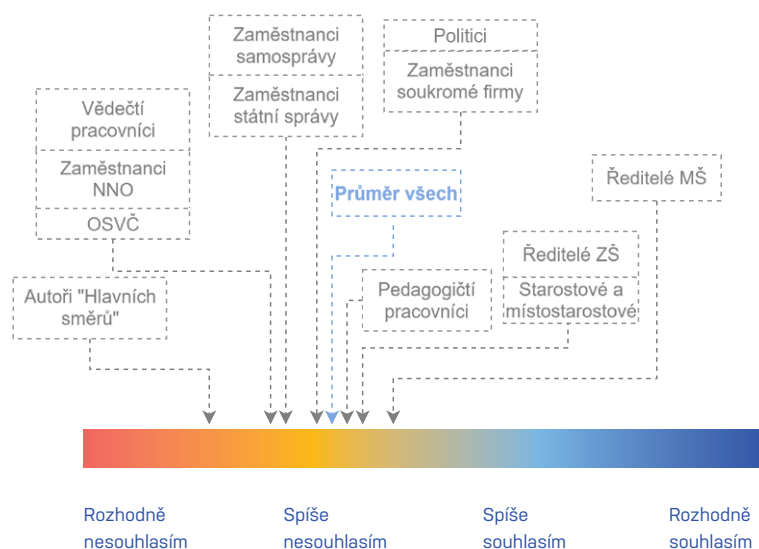 Zaměstnanci
samosprávy
Zaměstnanci
státní správy
Politici
Zaměstnanci
soukromé firmy
Vědečtí
pracovníci
Zaměstnanci
NNO
OSVČ
Průměr všech
Ředitelé MŠ
Ředitelé ZŠ
Starostové a
místostarostové
Pedagogičtí
pracovníci
Autoři "Hlavních
směrů"
Rozhodně
nesouhlasím
Spíše
nesouhlasím
Spíše
souhlasím
Rozhodně
souhlasím